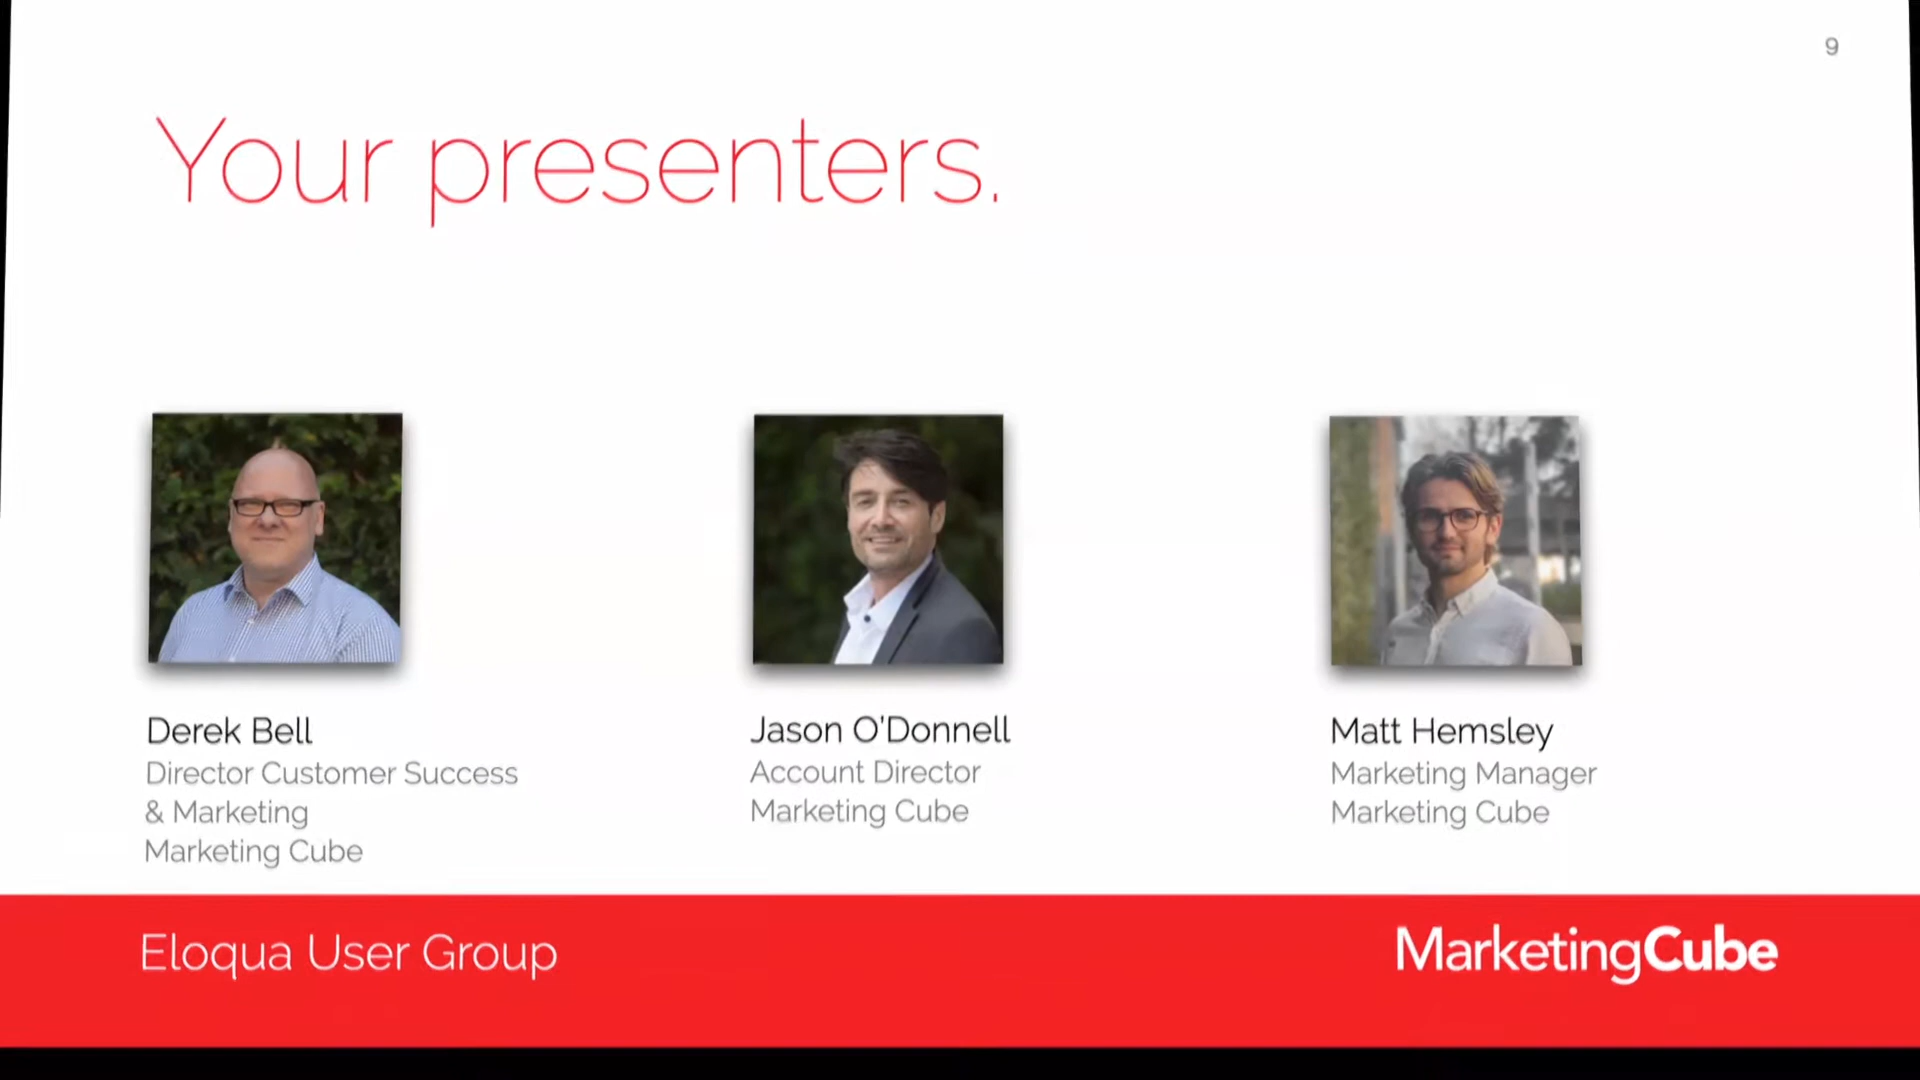 9
Your presenters.
Derek Bell
Director Customer Success
& Marketing
Marketing Cube
Jason O'Donnell
Account Director
Marketing Cube
Matt Hemsley
Marketing Manager
Marketing Cube
Eloqua User Group
MarketingCube